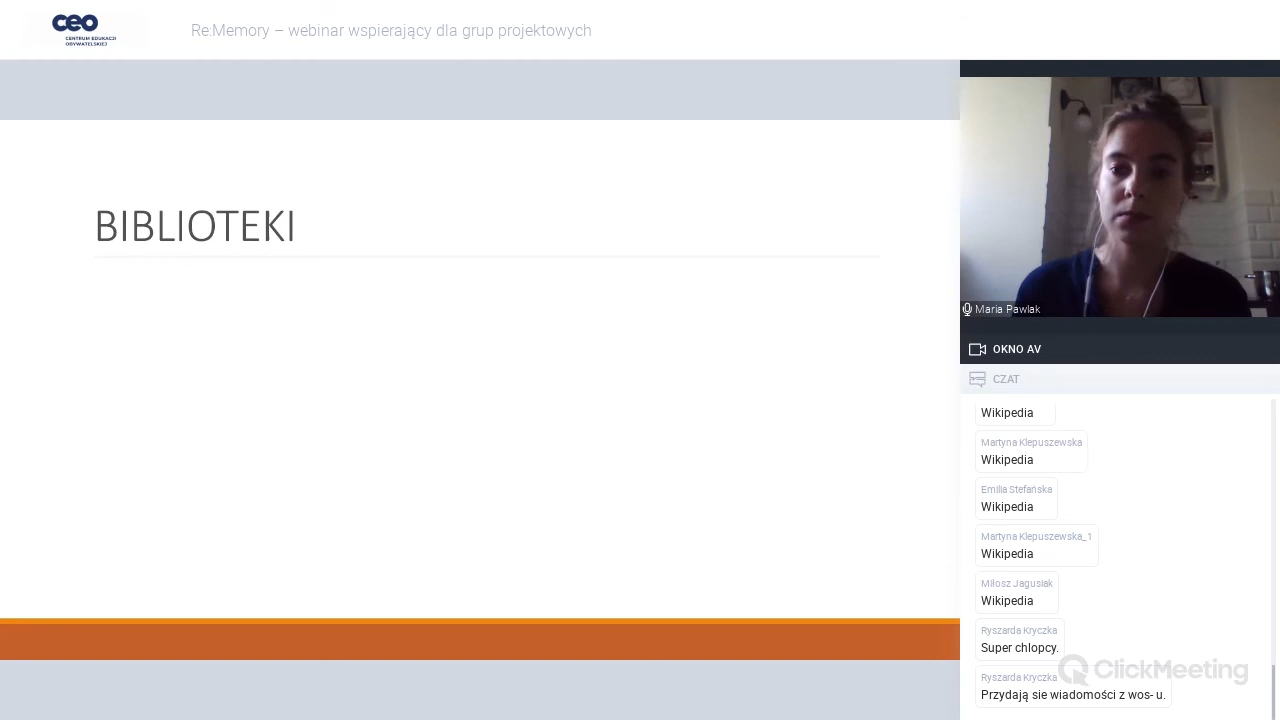 ceo
CENTRUM EDUKACJI
OBYWATELSKIEJ
Re:Memory – webinar wspierający dla grup projektowych
BIBLIOTEKI
Maria Pawlak
OKNO AV
CZAT
Wikipedia
Martyna Klepuszewska
Wikipedia
Emilia Stefańska
Wikipedia
Martyna Klepuszewska_1
Wikipedia
Miłosz Jagusiak
Wikipedia
Ryszarda Kryczka
Super chlopcy.
Ryszarda Kryczka
Przydają sie wiadomości z wos- u.
ClickMeeting